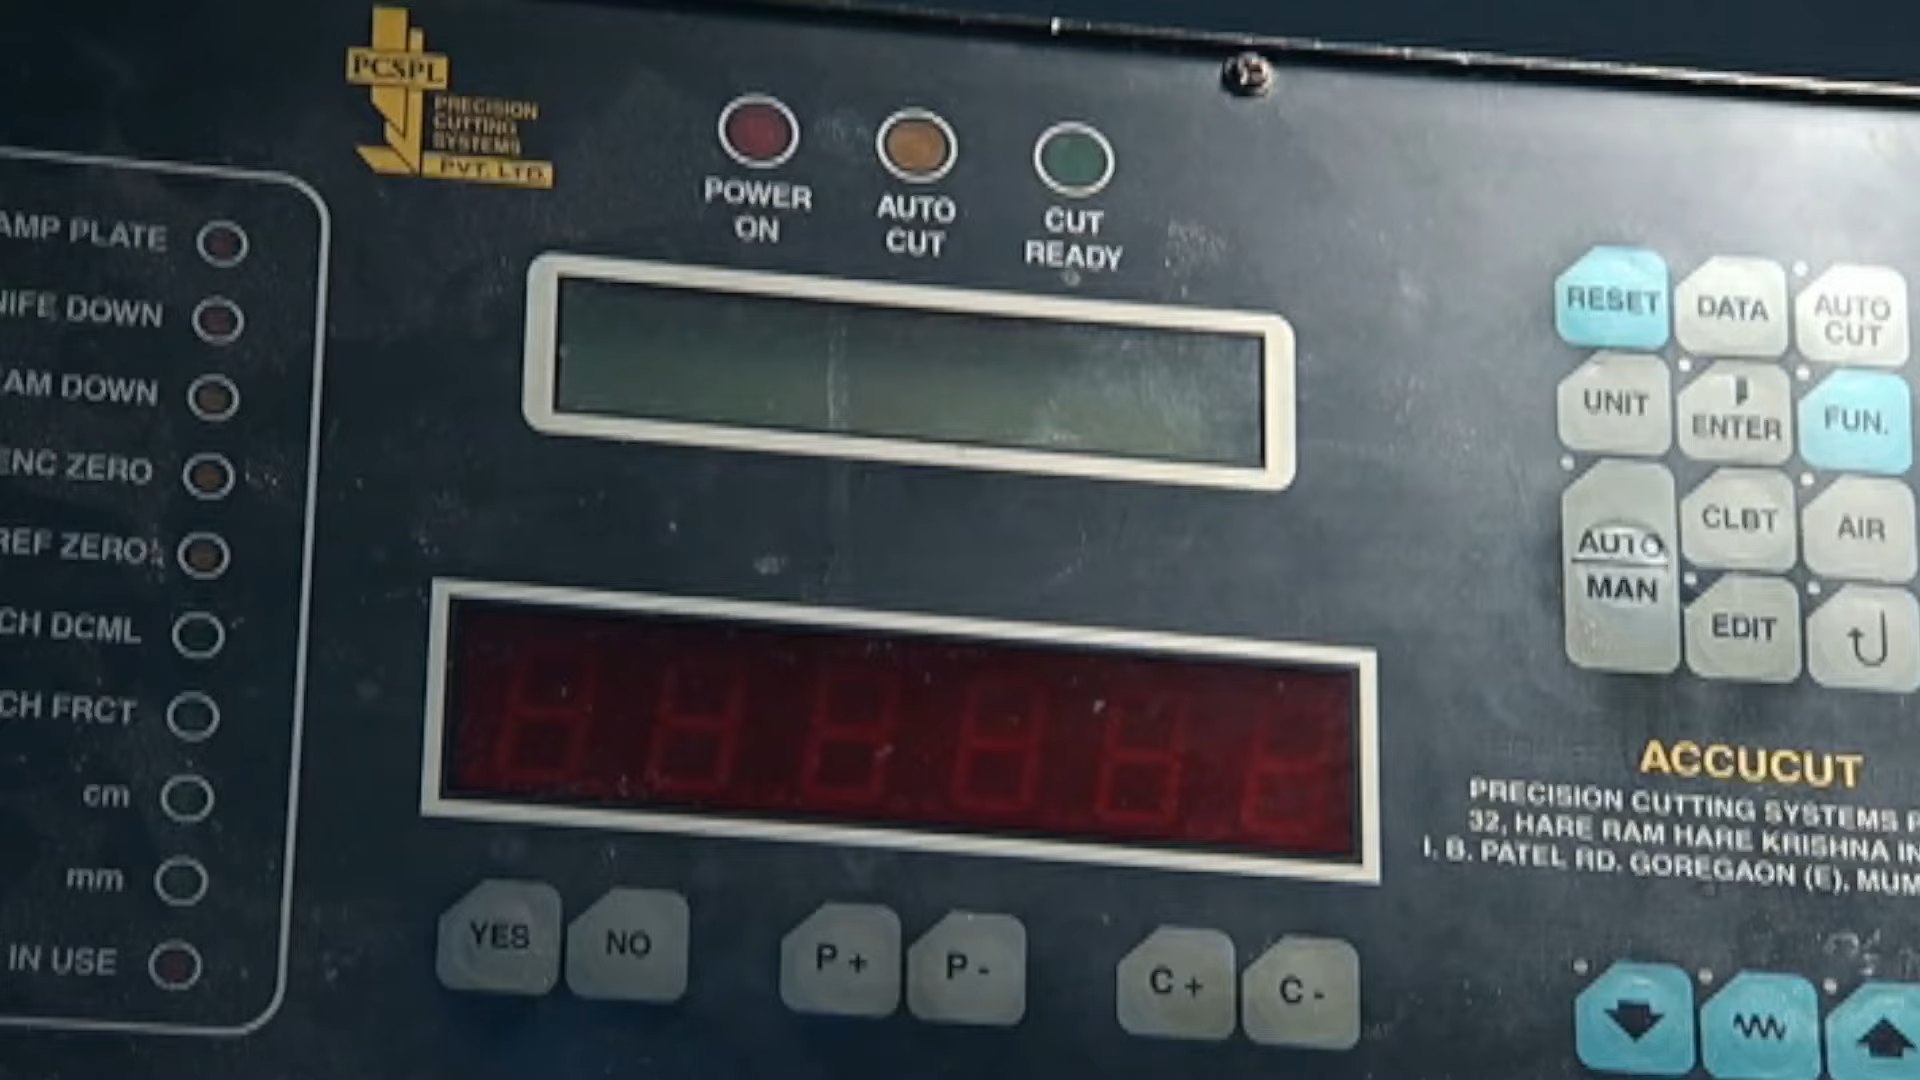 PCSPL
PRECISION
CUTTING
SYSTEMS
PVT. LTD.
POWER
ON
AUTO
CUT
CUT
READY
AMP PLATE
NIFE DOWN
AM DOWN
ENC ZERO
REF ZERO
CH DCML
CH FRCT
cm
mm
IN USE
RESET
DATA
AUTO
CUT
UNIT
ENTER
FUN.
AUTO
MAN
CLBT
AIR
EDIT
ACCUCUT
PRECISION CUTTING SYSTEMS P
32, HARE RAM HARE KRISHNA IN
I. B. PATEL RD. GOREGAON (E), MUM
YES
NO
P +
P -
C +
C -